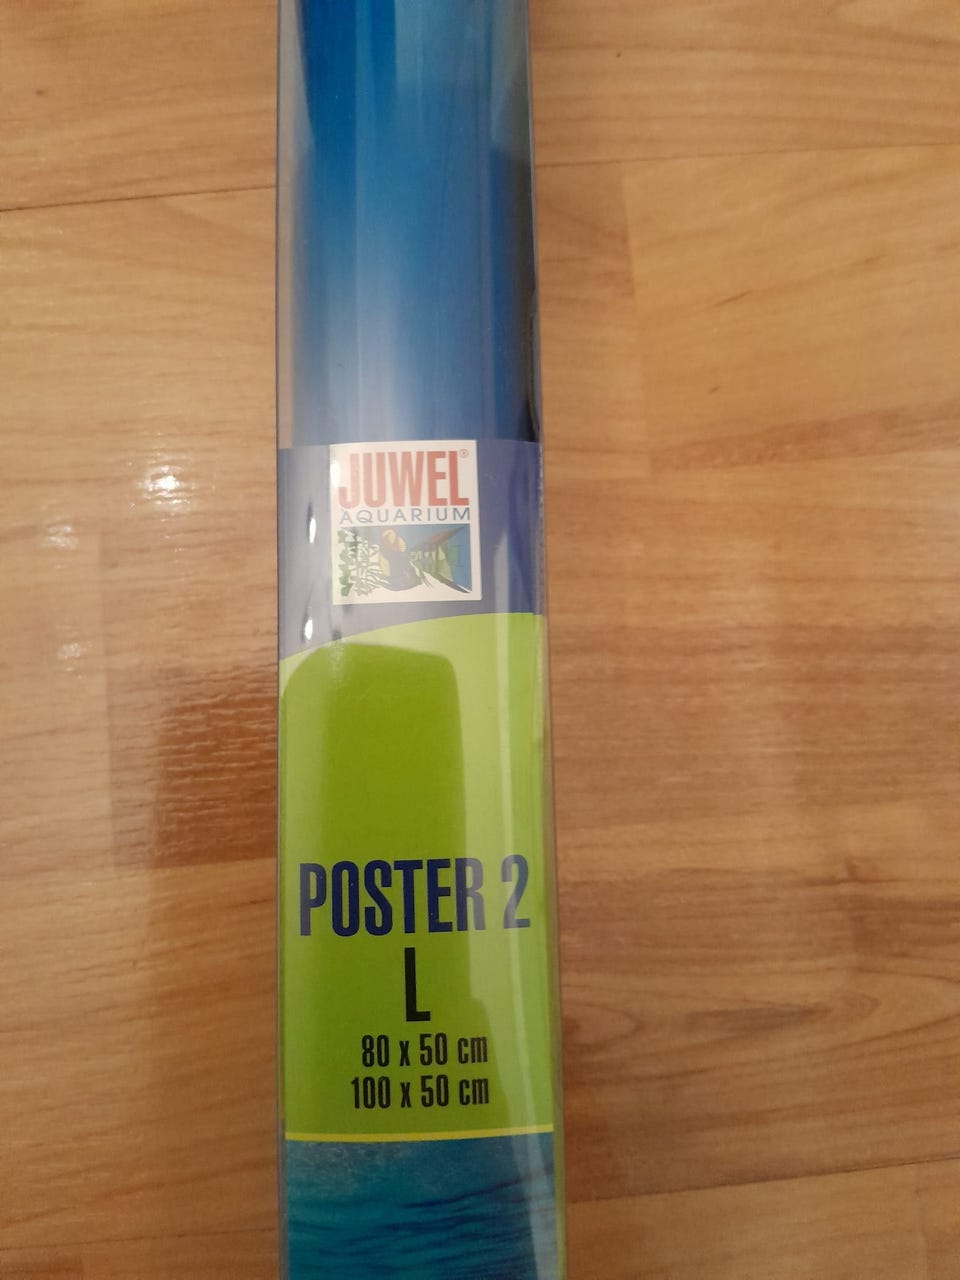 JUWEL®
AQUARIUM
POSTER 2
L
80 x 50 cm
100 x 50 cm